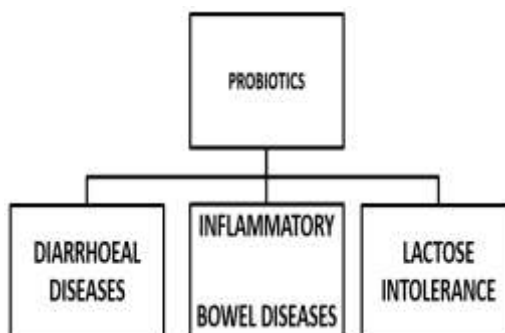 PROBIOTICS
DIARRHOEAL
DISEASES
INFLAMMATORY
BOWEL DISEASES
LACTOSE
INTOLERANCE